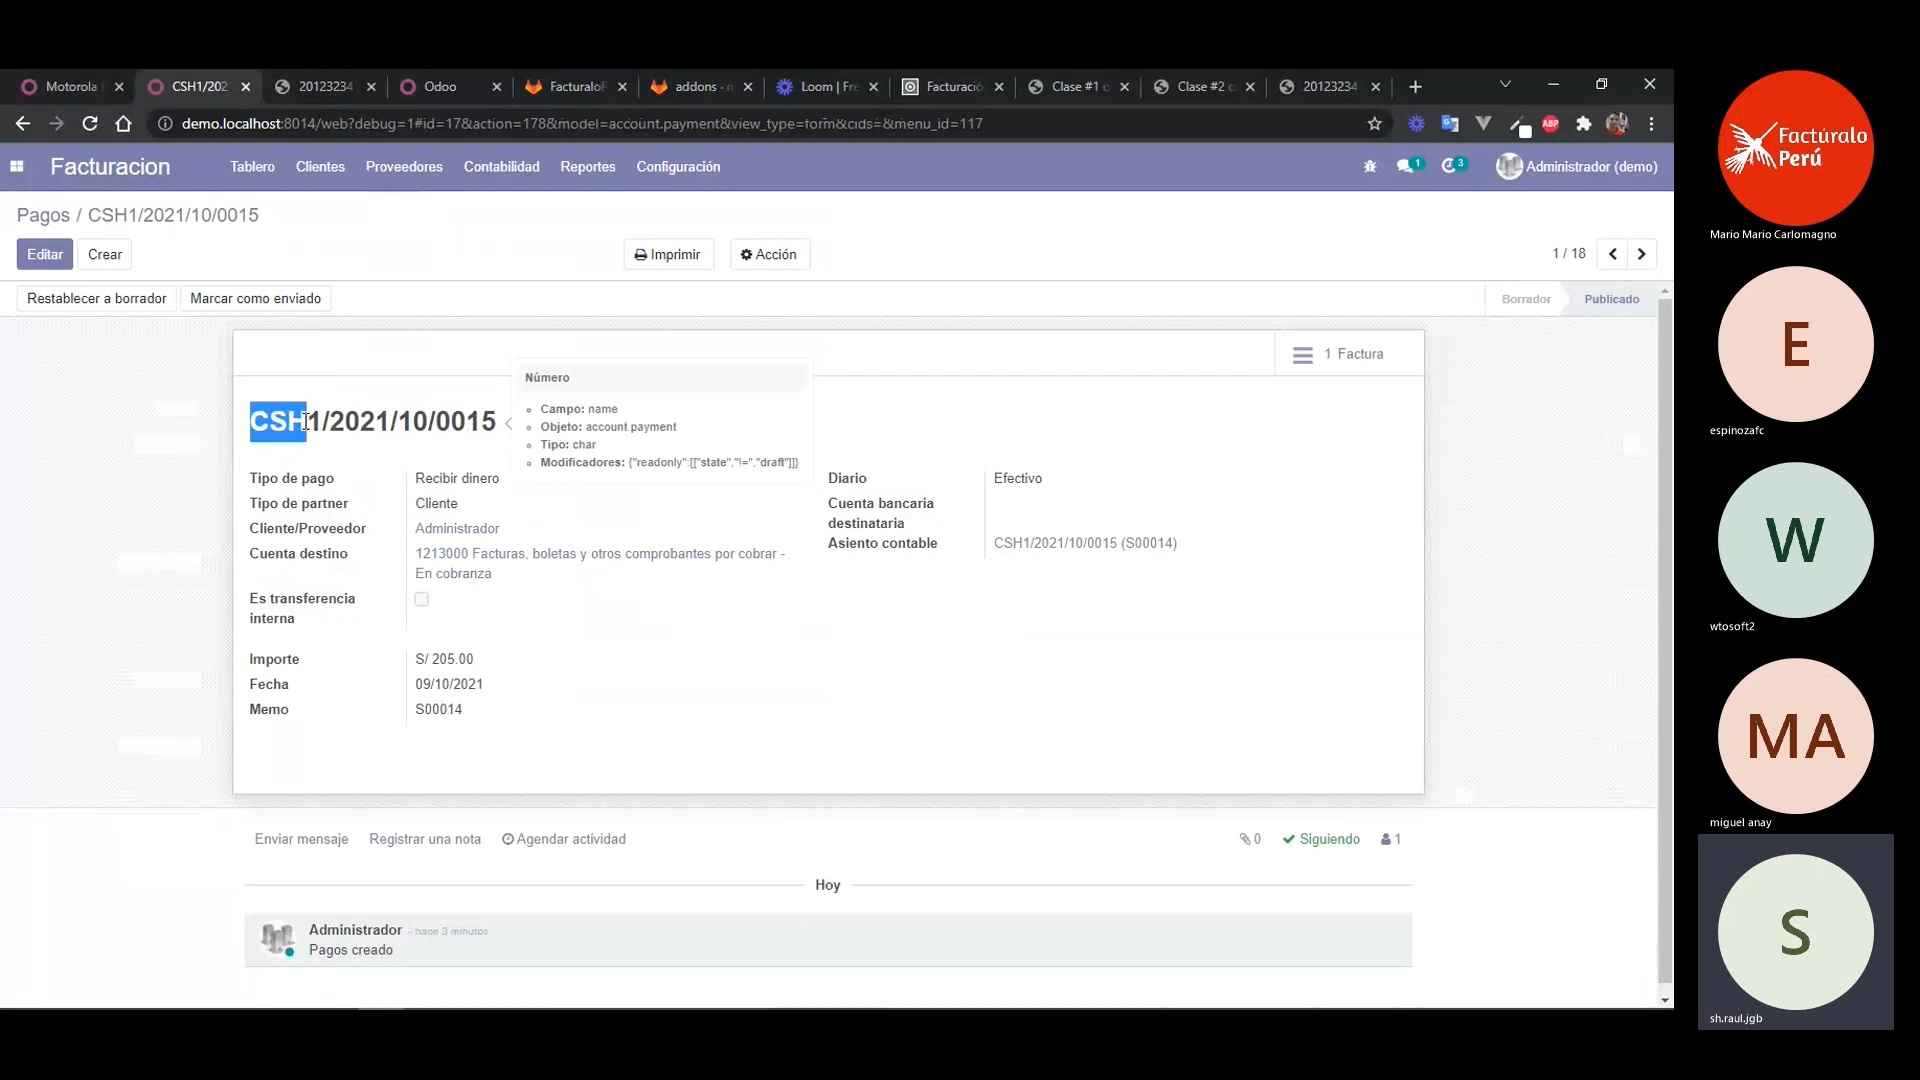 Motorola
CSH1/202
20123234
Odoo
FacturaloP
addons -
Loom | Fre
Facturació
Clase #1
Clase #2
20123234
demo.localhost:8014/web?debug=1#id=17&action=178&model=account.payment&view_type=form&cids=&menu_id=117
ABP
Facturacion
Tablero
Clientes
Proveedores
Contabilidad
Reportes
Configuración
1
3
Administrador (demo)
Pagos / CSH1/2021/10/0015
Editar
Crear
Imprimir
Acción
1 / 18
Restablecer a borrador
Marcar como enviado
Borrador
Publicado
1 Factura
CSH1/2021/10/0015
Número
Campo: name
Objeto: account.payment
Tipo: char
Modificadores: {"readonly":[["state","!=","draft"]]}
Tipo de pago
Recibir dinero
Tipo de partner
Cliente
Cliente/Proveedor
Administrador
Cuenta destino
1213000 Facturas, boletas y otros comprobantes por cobrar -
En cobranza
Es transferencia
interna
Diario
Efectivo
Cuenta bancaria
destinataria
Asiento contable
CSH1/2021/10/0015 (S00014)
Importe
S/ 205.00
Fecha
09/10/2021
Memo
S00014
Enviar mensaje
Registrar una nota
Agendar actividad
0
Siguiendo
1
Hoy
Administrador - hace 3 minutos
Pagos creado
Factúralo
Perú
Mario Mario Carlomagno
E
espinozafc
W
wtosoft2
MA
miguel anay
S
sh.raul.jgb